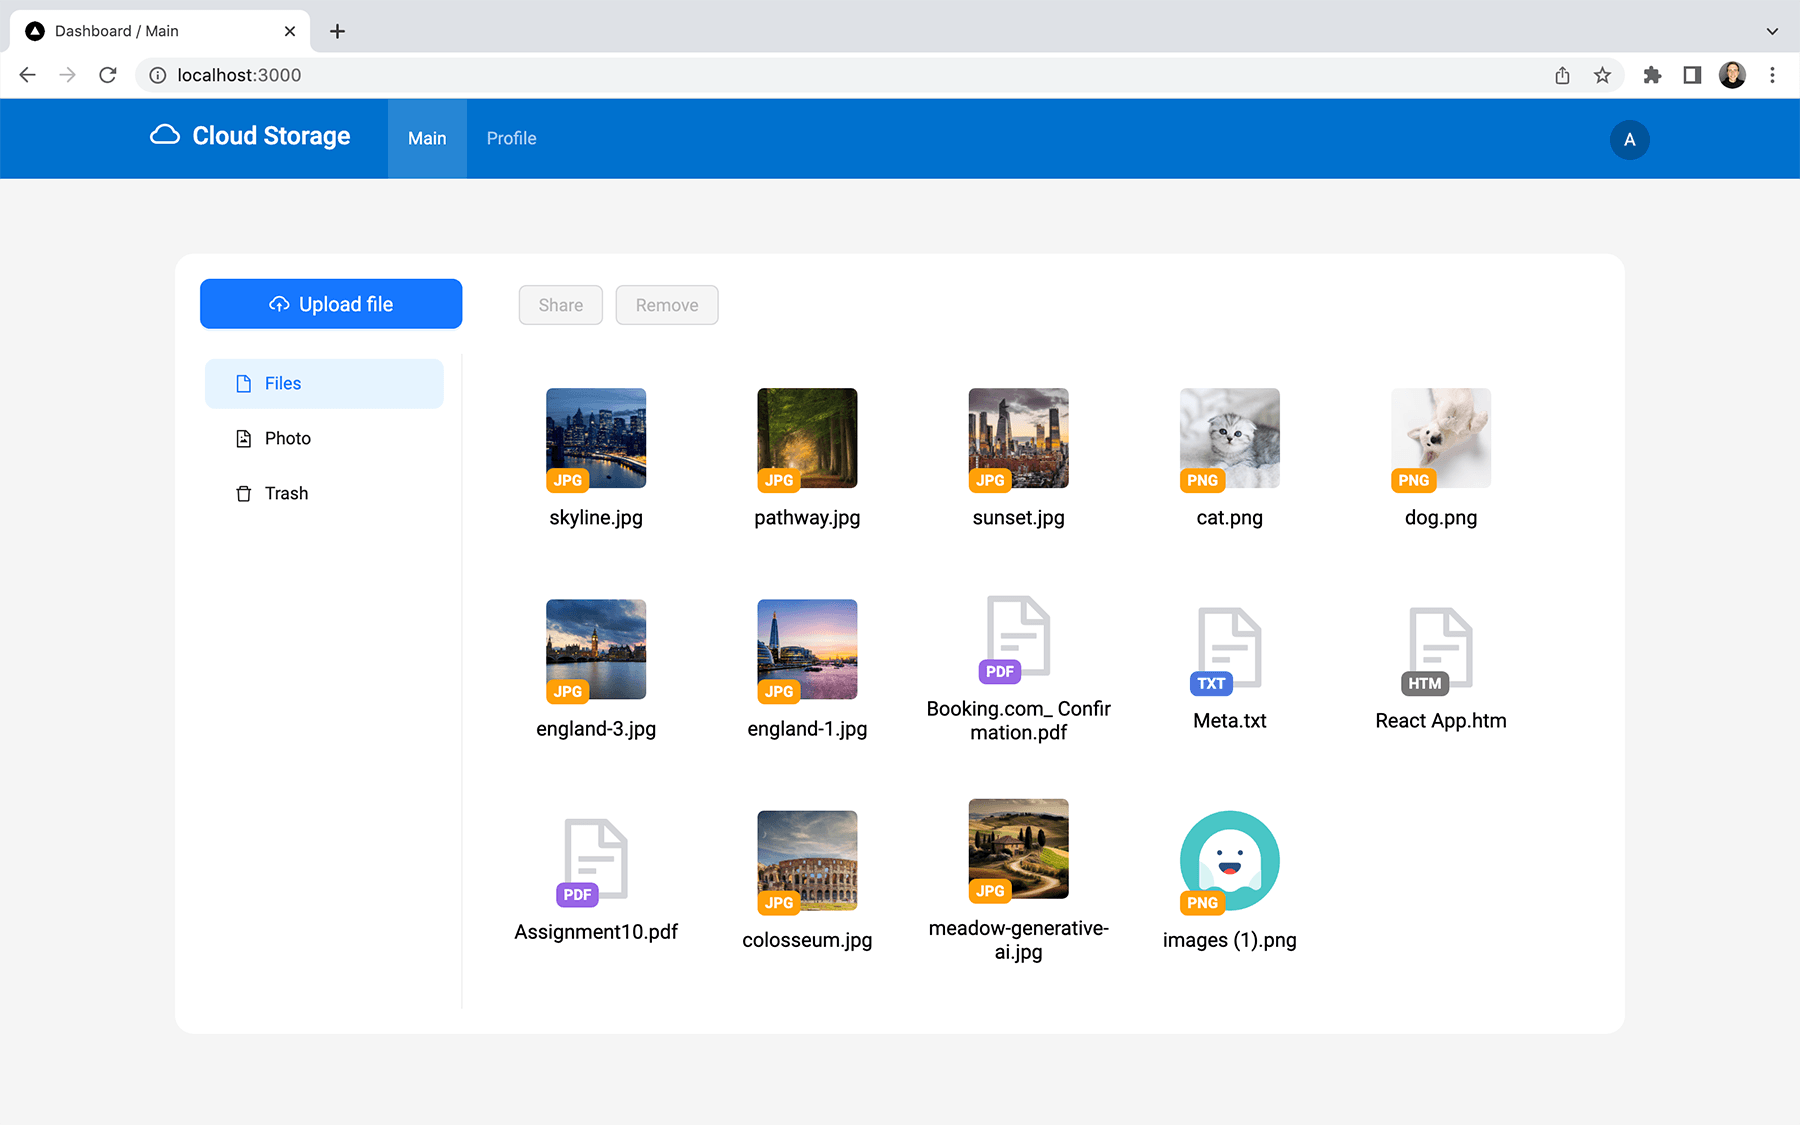 Dashboard / Main
localhost:3000
Cloud Storage
Main
Profile
A
Upload file
Share
Remove
Files
Photo
Trash
JPG
skyline.jpg
JPG
pathway.jpg
JPG
sunset.jpg
PNG
cat.png
PNG
dog.png
JPG
england-3.jpg
JPG
england-1.jpg
PDF
Booking.com_ Confir
mation.pdf
TXT
Meta.txt
HTM
React App.htm
PDF
Assignment10.pdf
JPG
colosseum.jpg
JPG
meadow-generative-
ai.jpg
PNG
images (1).png